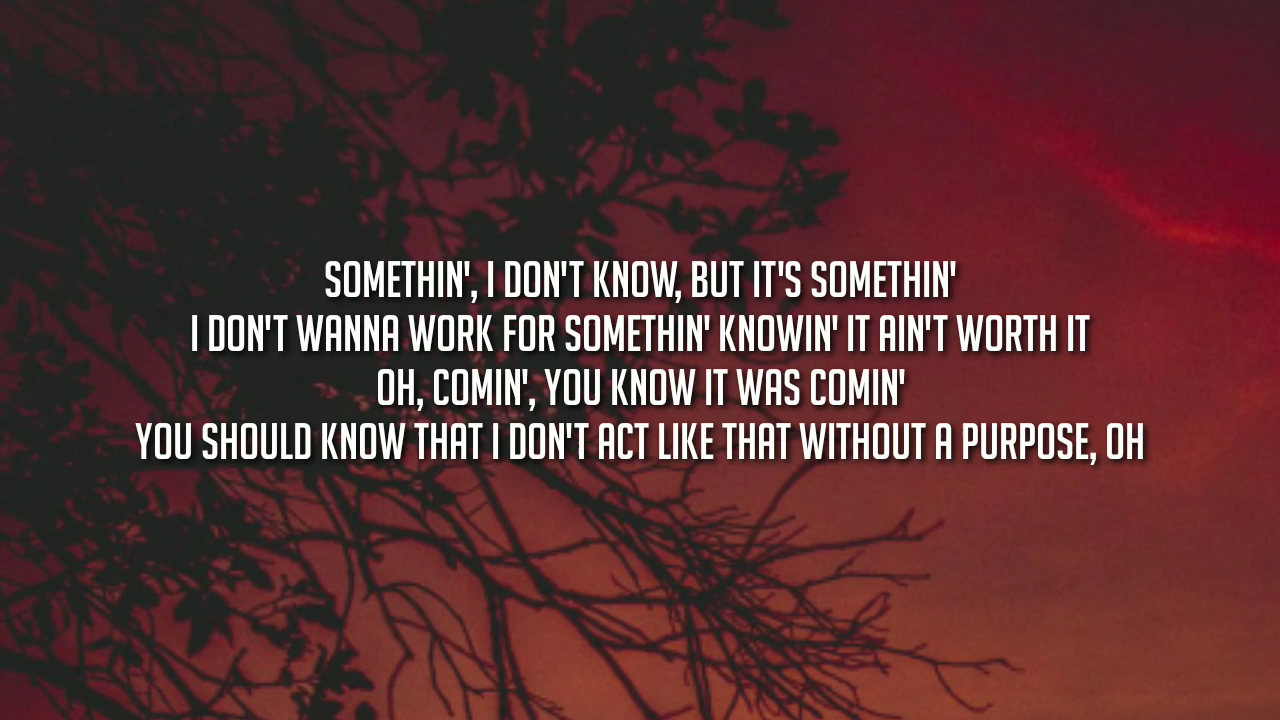 SOMETHIN', I DON'T KNOW, BUT IT'S SOMETHIN'
I DON'T WANNA WORK FOR SOMETHIN' KNOWIN' IT AIN'T WORTH IT
OH, COMIN', YOU KNOW IT WAS COMIN'
YOU SHOULD KNOW THAT I DON'T ACT LIKE THAT WITHOUT A PURPOSE, OH